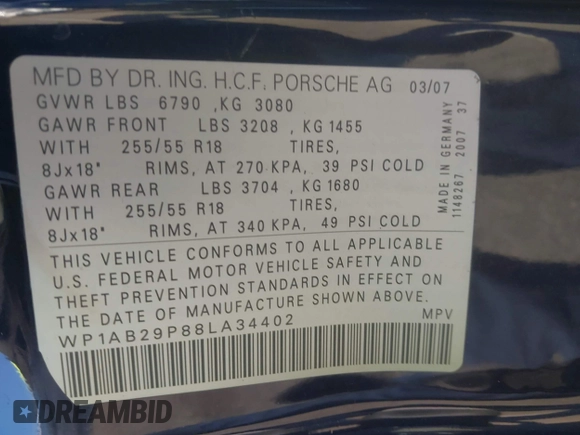 MFD BY DR. ING. H.C.F. PORSCHE AG 03/07
GVWR LBS 6790 , KG 3080
GAWR FRONT LBS 3208 , KG 1455
WITH 255/55 R18 TIRES,
8Jx18" RIMS, AT 270 KPA, 39 PSI COLD
GAWR REAR LBS 3704 , KG 1680
WITH 255/55 R18 TIRES,
8Jx18" RIMS, AT 340 KPA, 49 PSI COLD
THIS VEHICLE CONFORMS TO ALL APPLICABLE
U.S. FEDERAL MOTOR VEHICLE SAFETY AND
THEFT PREVENTION STANDARDS IN EFFECT ON
THE DATE OF MANUFACTURE SHOWN ABOVE.
WP1AB29P88LA34402 MPV
MADE IN GERMANY
1148267 2007 37
DREAMBID